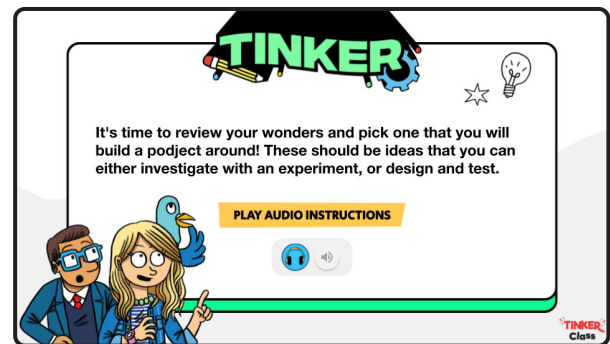 TINKER
It's time to review your wonders and pick one that you will
build a podject around! These should be ideas that you can
either investigate with an experiment, or design and test.
PLAY AUDIO INSTRUCTIONS
TINKER
Class